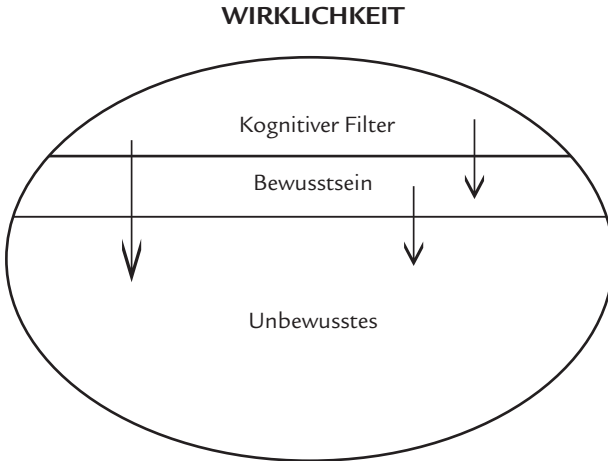 WIRKLICHKEIT
Kognitiver Filter
Bewusstsein
Unbewusstes